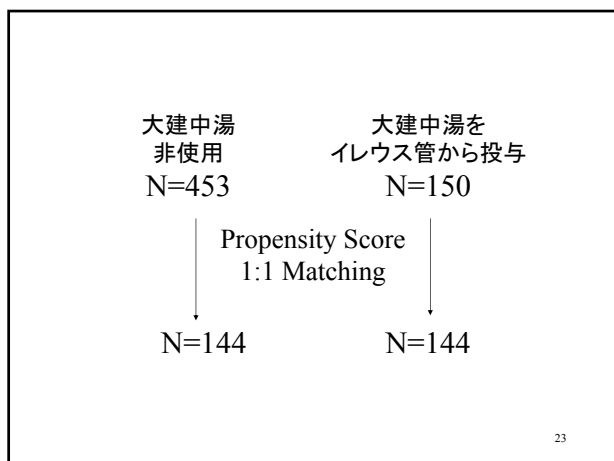 大建中湯
非使用
N=453
大建中湯を
イレウス管から投与
N=150
Propensity Score
1:1 Matching
N=144
N=144
23